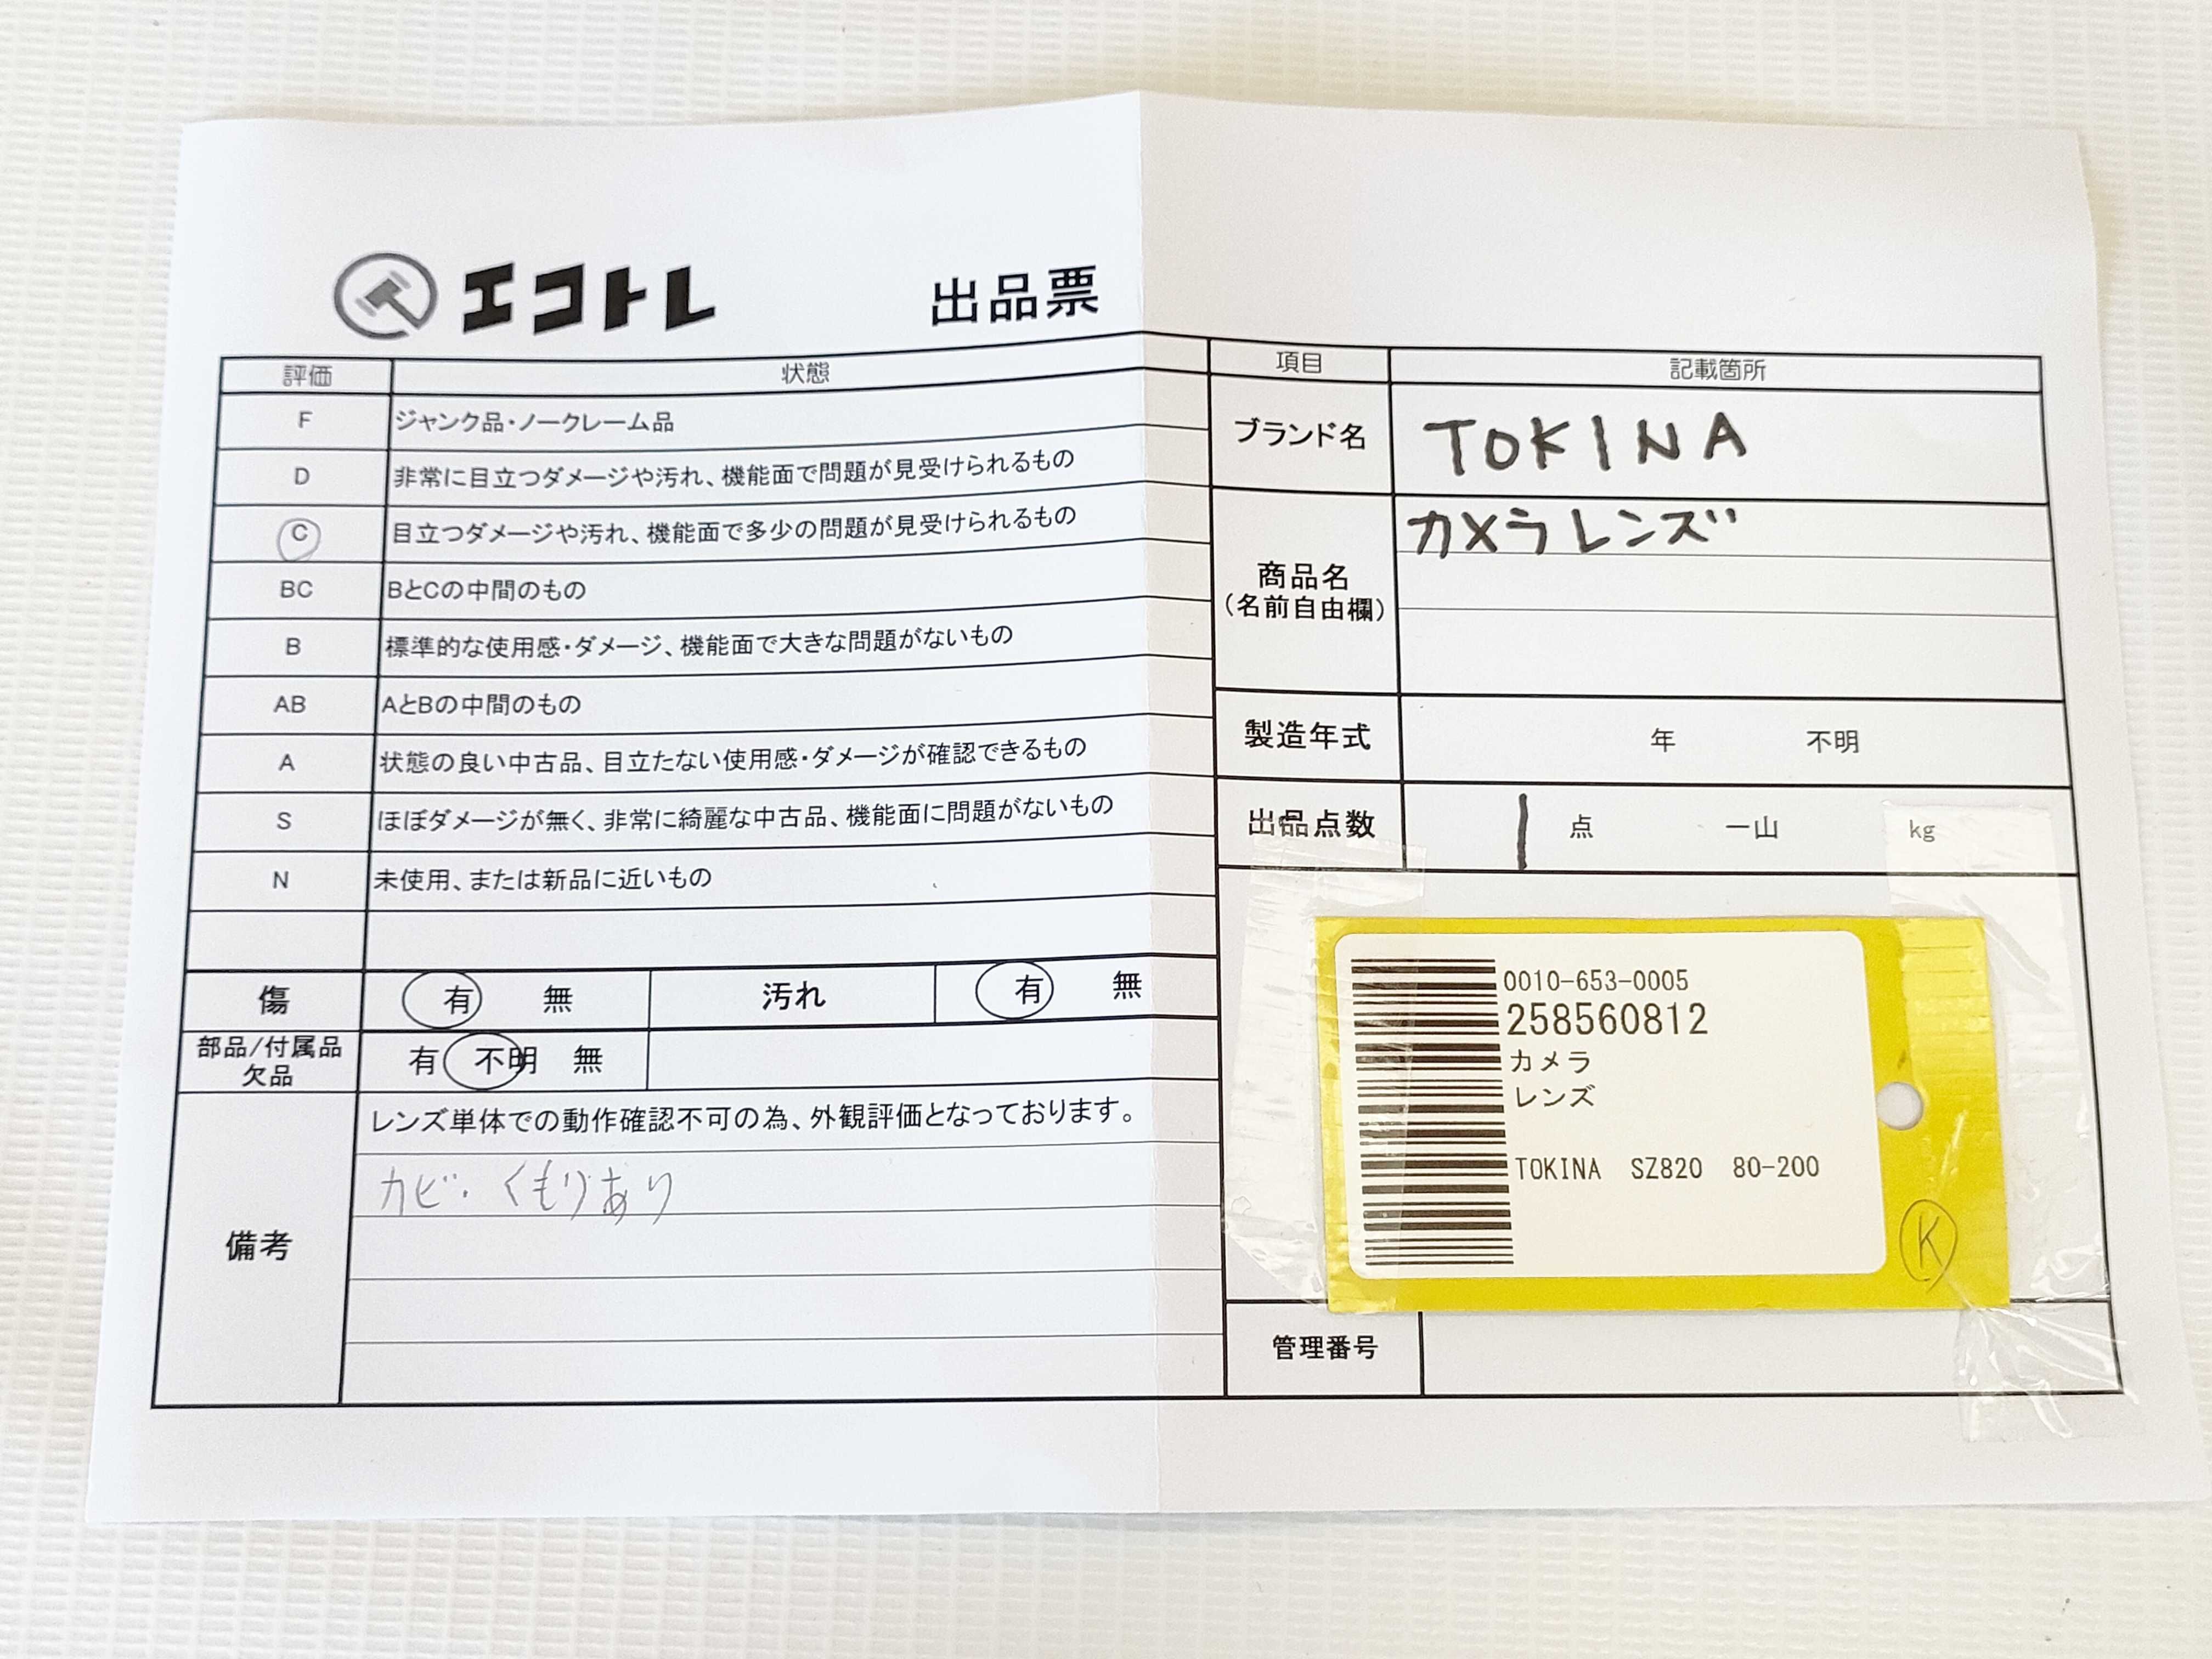 エコトレ 出品票
評価 状態
F ジャンク品・ノークレーム品
D 非常に目立つダメージや汚れ、機能面で問題が見受けられるもの
C 目立つダメージや汚れ、機能面で多少の問題が見受けられるもの
BC BとCの中間のもの
B 標準的な使用感・ダメージ、機能面で大きな問題がないもの
AB AとBの中間のもの
A 状態の良い中古品、目立たない使用感・ダメージが確認できるもの
S ほぼダメージが無く、非常に綺麗な中古品、機能面に問題がないもの
N 未使用、または新品に近いもの
傷 有 無 汚れ 有 無
部品/付属品
欠品
有 不明 無
備考
レンズ単体での動作確認不可の為、外観評価となっております。
カビ・くもりあり
項目 記載箇所
ブランド名 TOKINA
商品名
(名前自由欄)
カメラレンズ
製造年式 年 不明
出品点数 1 点 一山 kg
0010-653-0005
258560812
カメラ
レンズ
TOKINA SZ820 80-200
K
管理番号